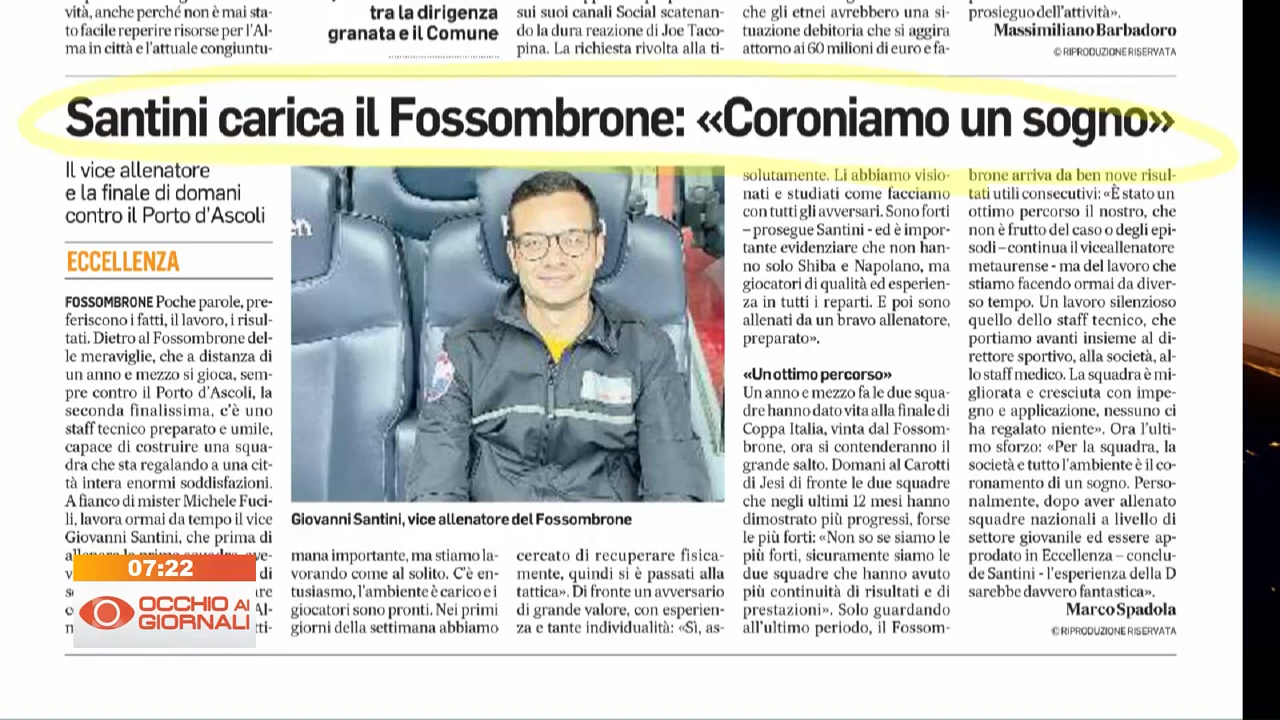 vità, anche perché non è mai sta-
to facile reperire risorse per l'Al-
ma in città e l'attuale congiuntu-
tra la dirigenza
granata e il Comune
sui suoi canali Social scatenan-
do la dura reazione di Joe Taco-
pina. La richiesta rivolta alla ti-
che gli etnei avrebbero una si-
tuazione debitoria che si aggira
attorno ai 60 milioni di euro e fa-
prosieguo dell'attività».
Massimiliano Barbadoro
© RIPRODUZIONE RISERVATA
Santini carica il Fossombrone: «Coroniamo un sogno»
Il vice allenatore
e la finale di domani
contro il Porto d'Ascoli
ECCELLENZA
FOSSOMBRONE Poche parole, pre-
feriscono i fatti, il lavoro, i risul-
tati. Dietro al Fossombrone del-
le meraviglie, che a distanza di
un anno e mezzo si gioca, sem-
pre contro il Porto d'Ascoli, la
seconda finalissima, c'è uno
staff tecnico preparato e umile,
capace di costruire una squa-
dra che sta regalando a una cit-
tà intera enormi soddisfazioni.
A fianco di mister Michele Fuci-
li, lavora ormai da tempo il vice
Giovanni Santini, che prima di
07:22
OCCHIO AI
GIORNALI
Giovanni Santini, vice allenatore del Fossombrone
mana importante, ma stiamo la-
vorando come al solito. C'è en-
tusiasmo, l'ambiente è carico e i
giocatori sono pronti. Nei primi
giorni della settimana abbiamo
cercato di recuperare fisica-
mente, quindi si è passati alla
tattica». Di fronte un avversario
di grande valore, con esperien-
za e tante individualità: «Sì, as-
solutamente. Li abbiamo visio-
nati e studiati come facciamo
con tutti gli avversari. Sono forti
– prosegue Santini - ed è impor-
tante evidenziare che non han-
no solo Shiba e Napolano, ma
giocatori di qualità ed esperien-
za in tutti i reparti. E poi sono
allenati da un bravo allenatore,
preparato».
«Un ottimo percorso»
Un anno e mezzo fa le due squa-
dre hanno dato vita alla finale di
Coppa Italia, vinta dal Fossom-
brone, ora si contenderanno il
grande salto. Domani al Carotti
di Jesi di fronte le due squadre
che negli ultimi 12 mesi hanno
dimostrato più progressi, forse
le più forti: «Non so se siamo le
più forti, sicuramente siamo le
due squadre che hanno avuto
più continuità di risultati e di
prestazioni». Solo guardando
all'ultimo periodo, il Fossom-
brone arriva da ben nove risul-
tati utili consecutivi: «È stato un
ottimo percorso il nostro, che
non è frutto del caso o degli epi-
sodi – continua il viceallenatore
metaurense - ma del lavoro che
stiamo facendo ormai da diver-
so tempo. Un lavoro silenzioso
quello dello staff tecnico, che
portiamo avanti insieme al di-
rettore sportivo, alla società, al-
lo staff medico. La squadra è mi-
gliorata e cresciuta con impe-
gno e applicazione, nessuno ci
ha regalato niente». Ora l'ulti-
mo sforzo: «Per la squadra, la
società e tutto l'ambiente è il co-
ronamento di un sogno. Perso-
nalmente, dopo aver allenato
squadre nazionali a livello di
settore giovanile ed essere ap-
prodato in Eccellenza – conclu-
de Santini - l'esperienza della D
sarebbe davvero fantastica».
Marco Spadola
© RIPRODUZIONE RISERVATA